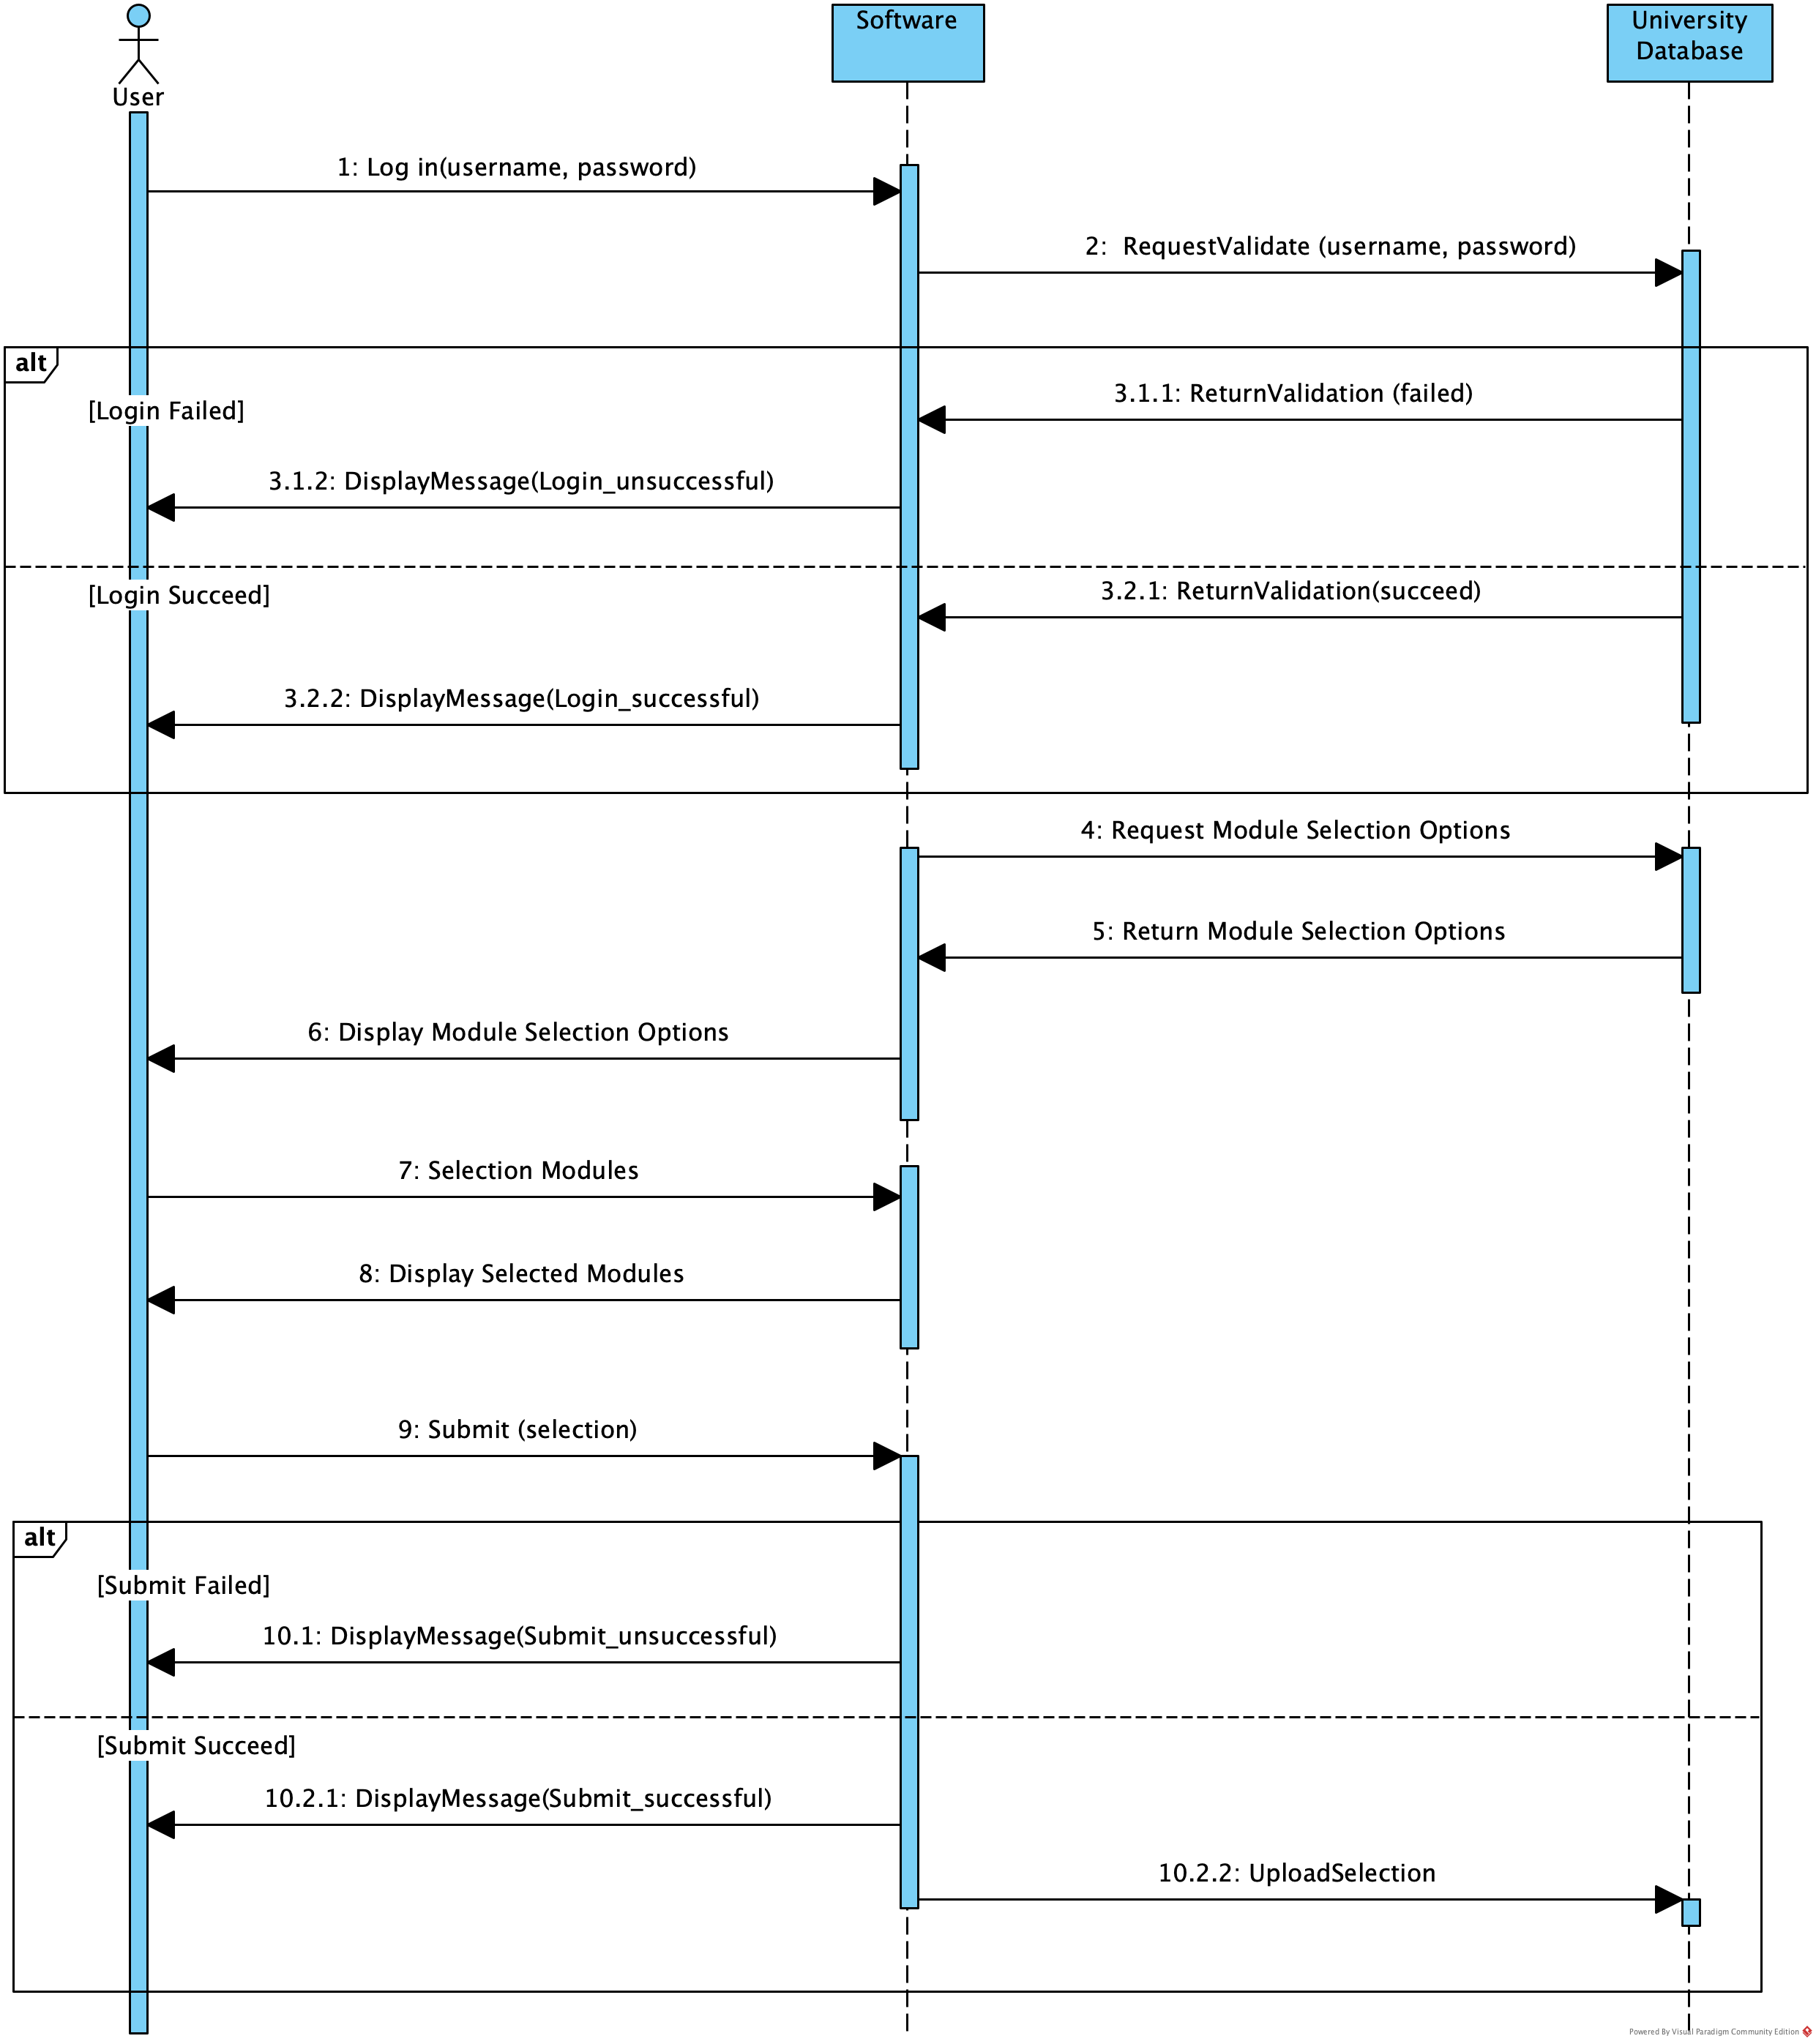 User
Software
University
Database
1: Log in(username, password)
2:  RequestValidate (username, password)
alt
[Login Failed]
3.1.1: ReturnValidation (failed)
3.1.2: DisplayMessage(Login_unsuccessful)
[Login Succeed]
3.2.1: ReturnValidation(succeed)
3.2.2: DisplayMessage(Login_successful)
4: Request Module Selection Options
5: Return Module Selection Options
6: Display Module Selection Options
7: Selection Modules
8: Display Selected Modules
9: Submit (selection)
alt
[Submit Failed]
10.1: DisplayMessage(Submit_unsuccessful)
[Submit Succeed]
10.2.1: DisplayMessage(Submit_successful)
10.2.2: UploadSelection
Powered By Visual Paradigm Community Edition